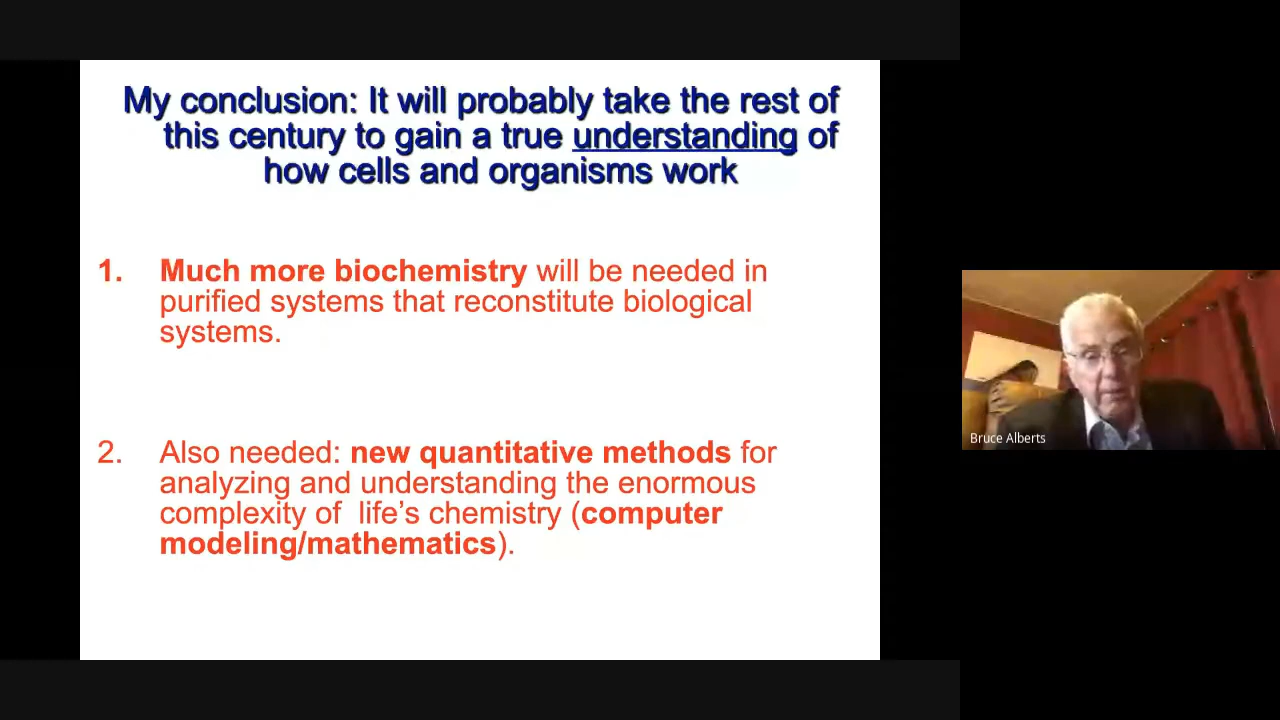 My conclusion: It will probably take the rest of
this century to gain a true understanding of
how cells and organisms work
1. Much more biochemistry will be needed in
purified systems that reconstitute biological
systems.
2. Also needed: new quantitative methods for
analyzing and understanding the enormous
complexity of life’s chemistry (computer
modeling/mathematics).
Bruce Alberts